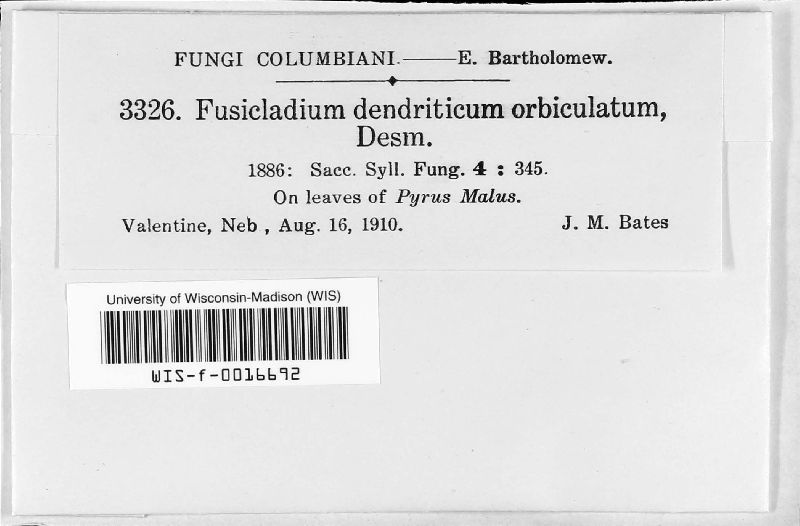 FUNGI COLUMBIANI.——E. Bartholomew.
3326. Fusicladium dendriticum orbiculatum,
Desm.
1886: Sacc. Syll. Fung. 4 : 345.
On leaves of Pyrus Malus.
Valentine, Neb , Aug. 16, 1910. J. M. Bates
University of Wisconsin-Madison (WIS)
WIS-f-0016692